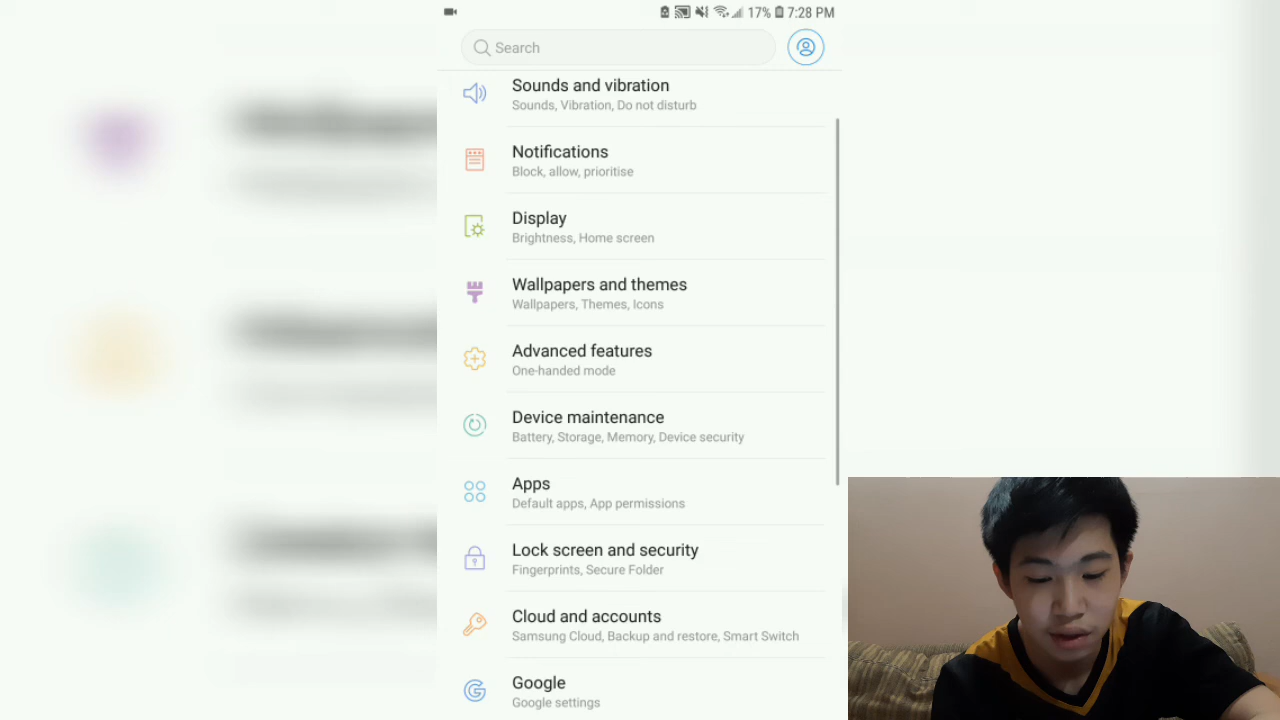 17% 7:28 PM
Search
Sounds and vibration
Sounds, Vibration, Do not disturb
Notifications
Block, allow, prioritise
Display
Brightness, Home screen
Wallpapers and themes
Wallpapers, Themes, Icons
Advanced features
One-handed mode
Device maintenance
Battery, Storage, Memory, Device security
Apps
Default apps, App permissions
Lock screen and security
Fingerprints, Secure Folder
Cloud and accounts
Samsung Cloud, Backup and restore, Smart Switch
Google
Google settings